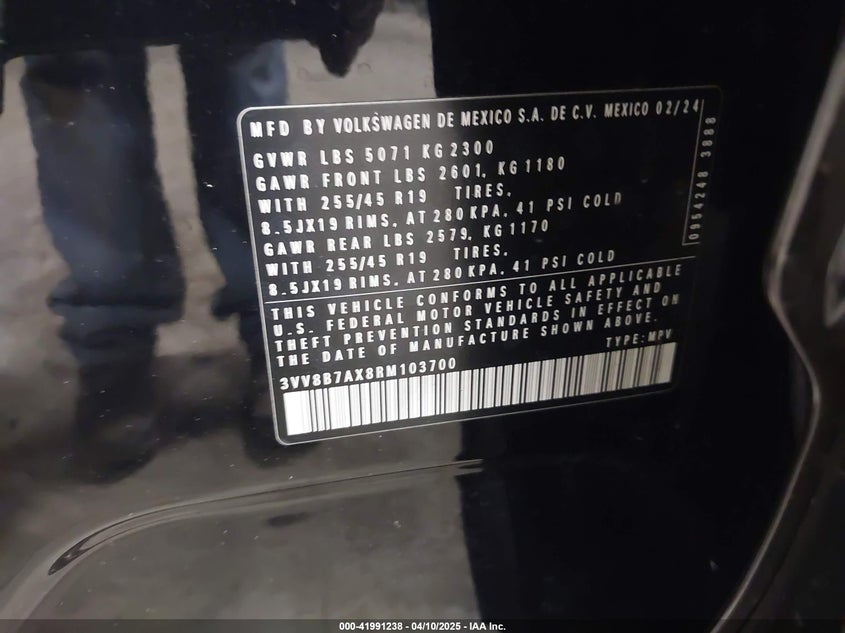 MFD BY VOLKSWAGEN DE MEXICO S.A. DE C.V. MEXICO 02/24
GVWR LBS 5071 KG 2300
GAWR FRONT LBS 2601, KG 1180
WITH 255/45 R19 TIRES,
8.5JX19 RIMS, AT 280 KPA, 41 PSI COLD
GAWR REAR LBS 2579, KG 1170
WITH 255/45 R19 TIRES,
8.5JX19 RIMS, AT 280 KPA, 41 PSI COLD
0954248 3888
THIS VEHICLE CONFORMS TO ALL APPLICABLE
U.S. FEDERAL MOTOR VEHICLE SAFETY AND
THEFT PREVENTION STANDARDS IN EFFECT ON
THE DATE OF MANUFACTURE SHOWN ABOVE.
TYPE: MPV
3VV8B7AX8RM103700
000-41991238 - 04/10/2025 - IAA Inc.